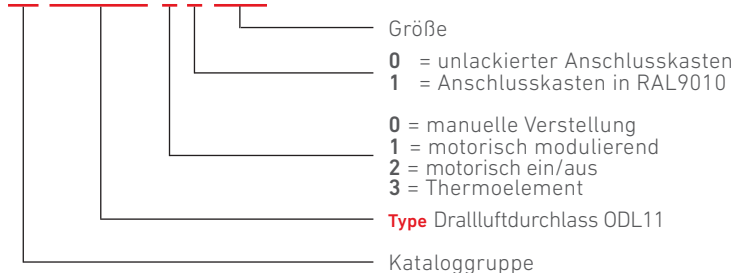 Größe
0 = unlackierter Anschlusskasten
1 = Anschlusskasten in RAL9010
0 = manuelle Verstellung
1 = motorisch modulierend
2 = motorisch ein/aus
3 = Thermoelement
Type Drallluftdurchlass ODL11
Kataloggruppe